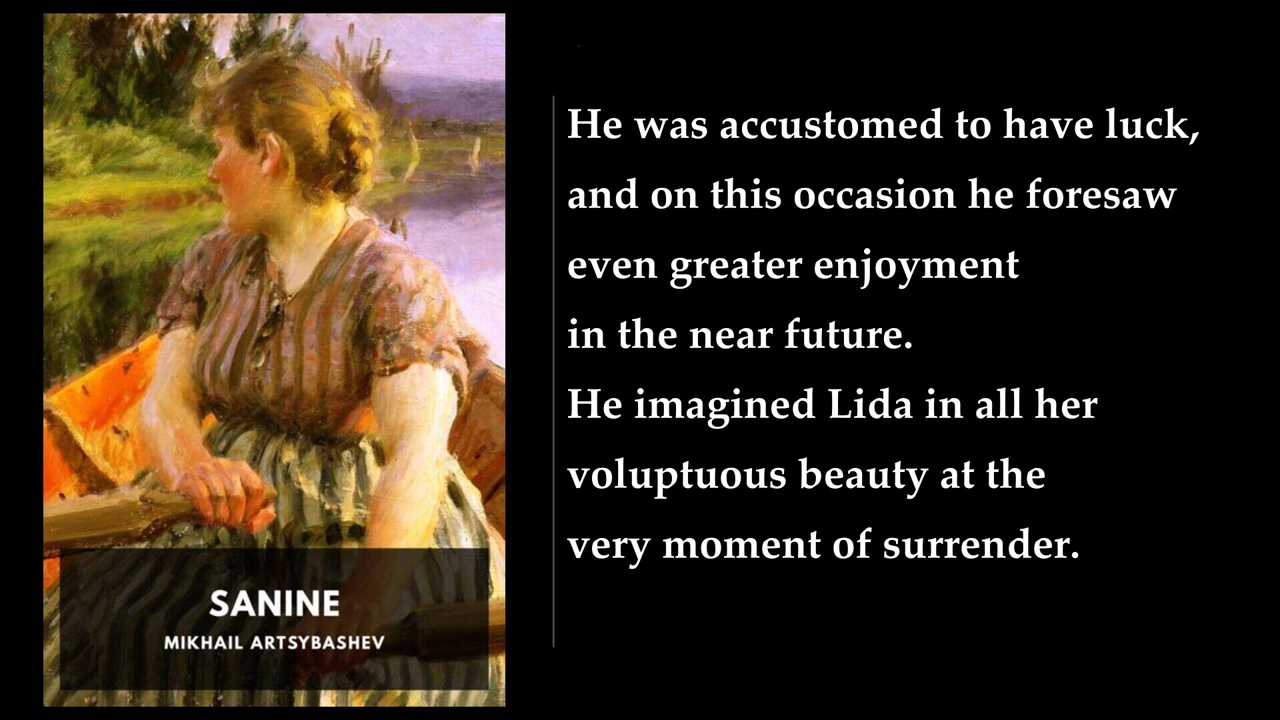 SANINE
MIKHAIL ARTSYBASHEV
He was accustomed to have luck,
and on this occasion he foresaw
even greater enjoyment
in the near future.
He imagined Lida in all her
voluptuous beauty at the
very moment of surrender.